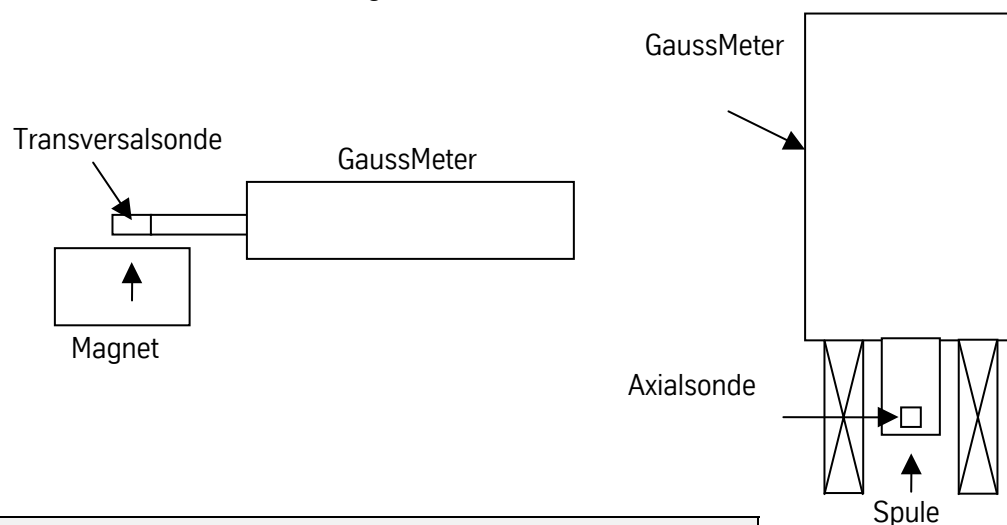 GaussMeter
Transversalsonde
GaussMeter
Magnet
Axialsonde
Spule